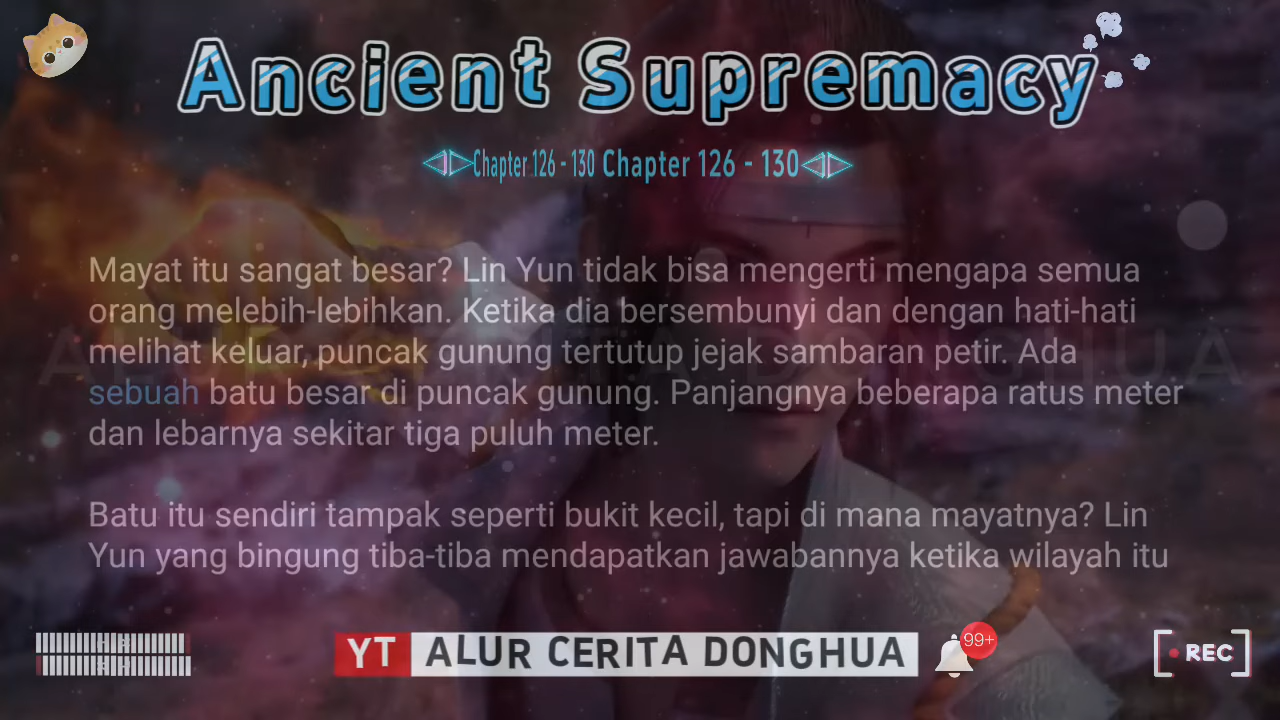 Ancient Supremacy
Chapter 126 - 130 Chapter 126 - 130
Mayat itu sangat besar? Lin Yun tidak bisa mengerti mengapa semua
orang melebih-lebihkan. Ketika dia bersembunyi dan dengan hati-hati
melihat keluar, puncak gunung tertutup jejak sambaran petir. Ada
sebuah batu besar di puncak gunung. Panjangnya beberapa ratus meter
dan lebarnya sekitar tiga puluh meter.
Batu itu sendiri tampak seperti bukit kecil, tapi di mana mayatnya? Lin
Yun yang bingung tiba-tiba mendapatkan jawabannya ketika wilayah itu
YT ALUR CERITA DONGHUA
99+
REC